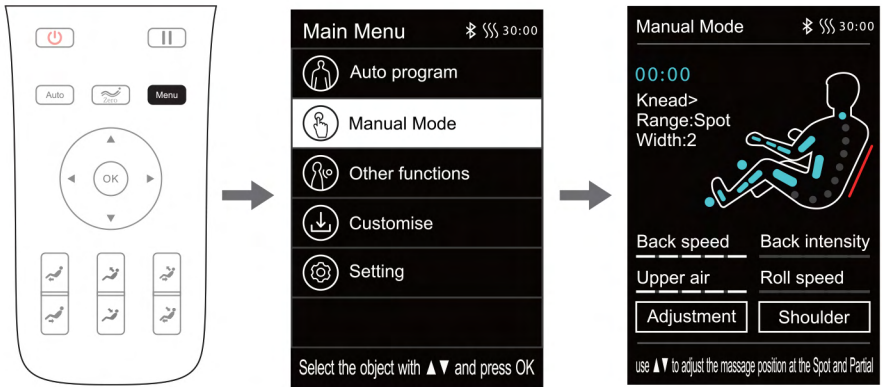 Auto
Zero
Menu
OK
Main Menu 30:00
Auto program
Manual Mode
Other functions
Customise
Setting
Select the object with ▲▼ and press OK
Manual Mode 30:00
00:00
Knead>
Range:Spot
Width:2
Back speed Back intensity
Upper air Roll speed
Adjustment Shoulder
use ▲▼ to adjust the massage position at the Spot and Partial